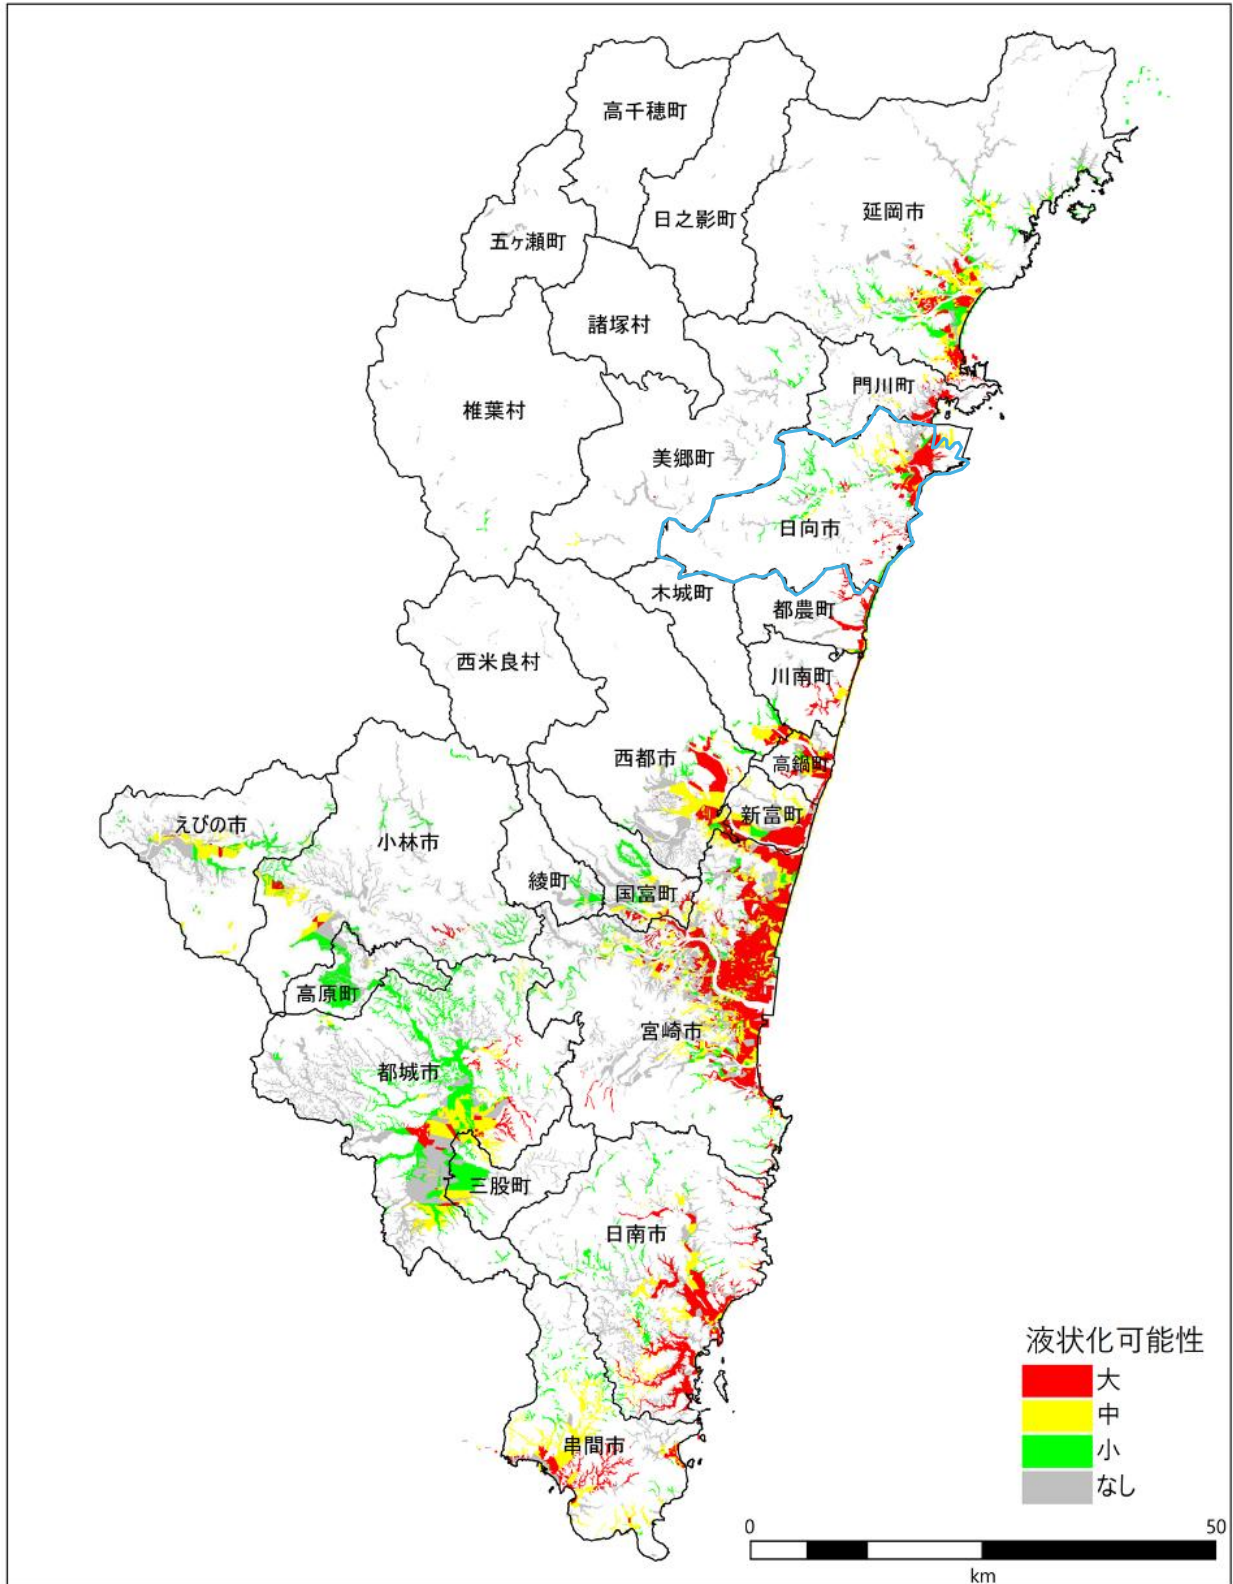 高千穂町
日之影町
延岡市
五ヶ瀬町
諸塚村
門川町
椎葉村
美郷町
日向市
木城町
都農町
西米良村
川南町
西都市
高鍋町
新富町
えびの市
小林市
綾町
国富町
高原町
宮崎市
都城市
三股町
日南市
串間市
液状化可能性
大
中
小
なし
0 50
km